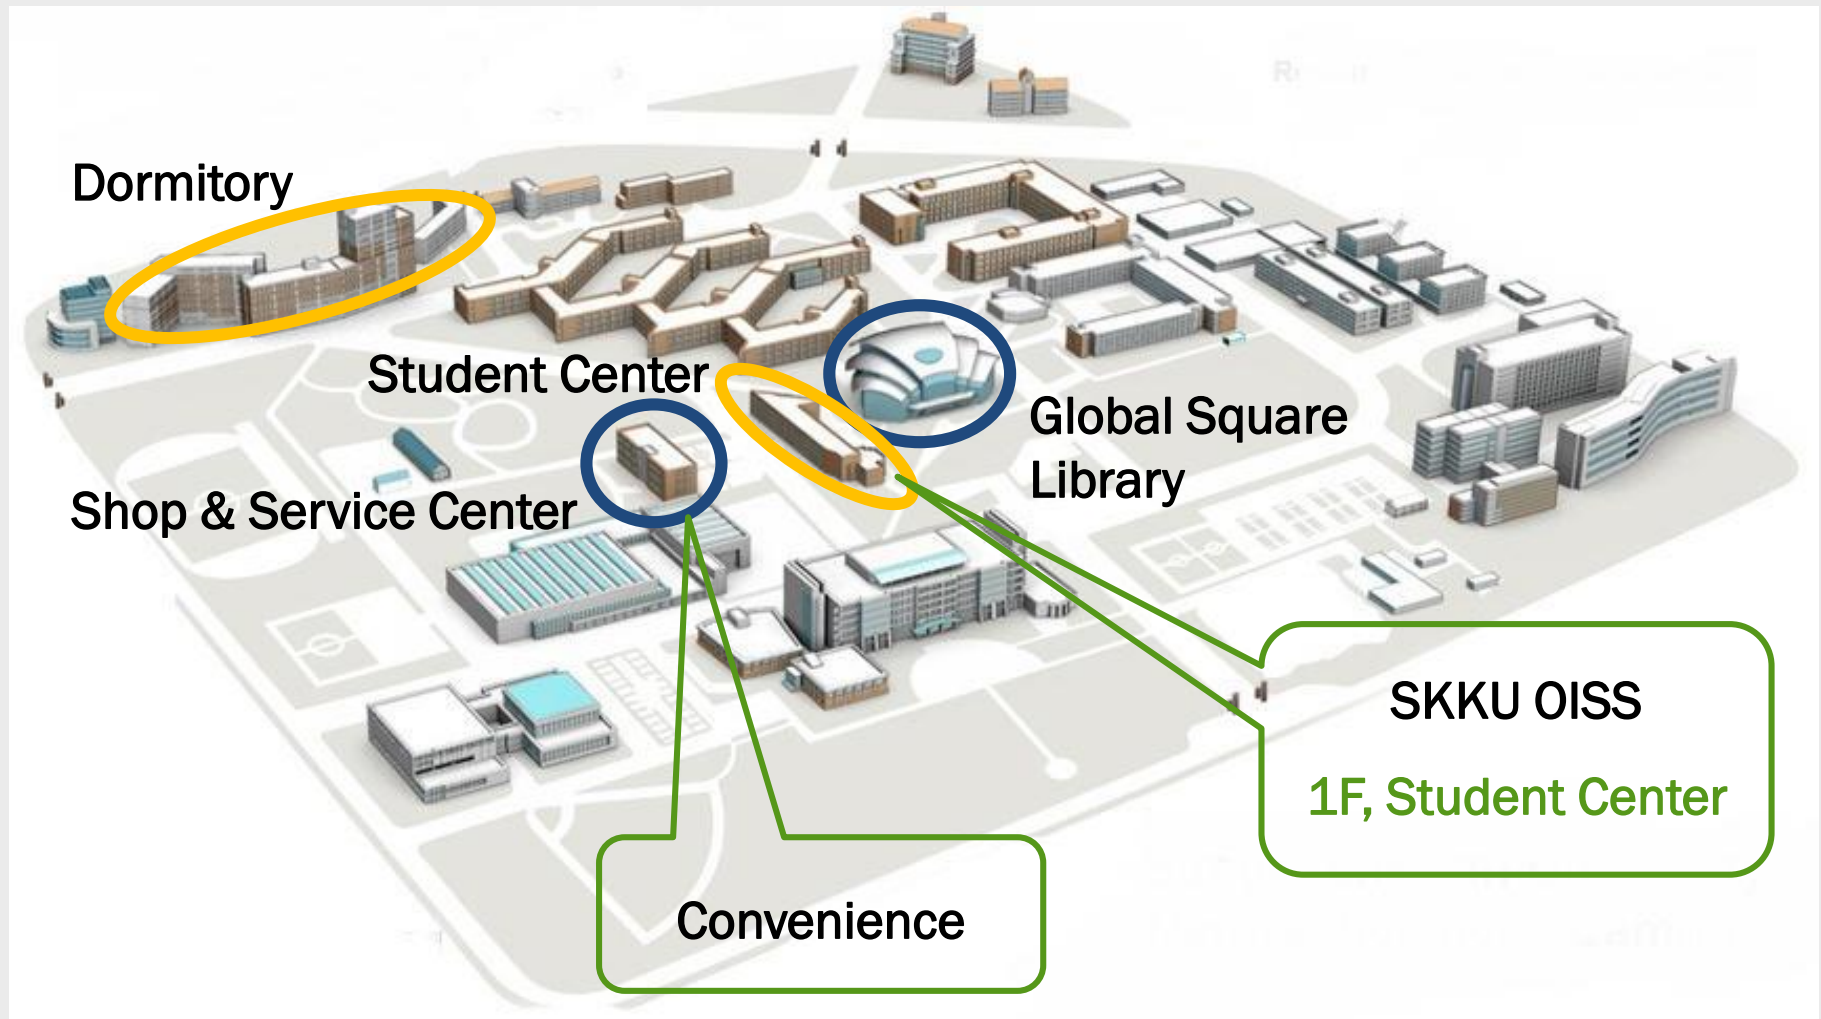 Dormitory
Student Center
Global Square
Library
Shop & Service Center
SKKU OISS
1F, Student Center
Convenience